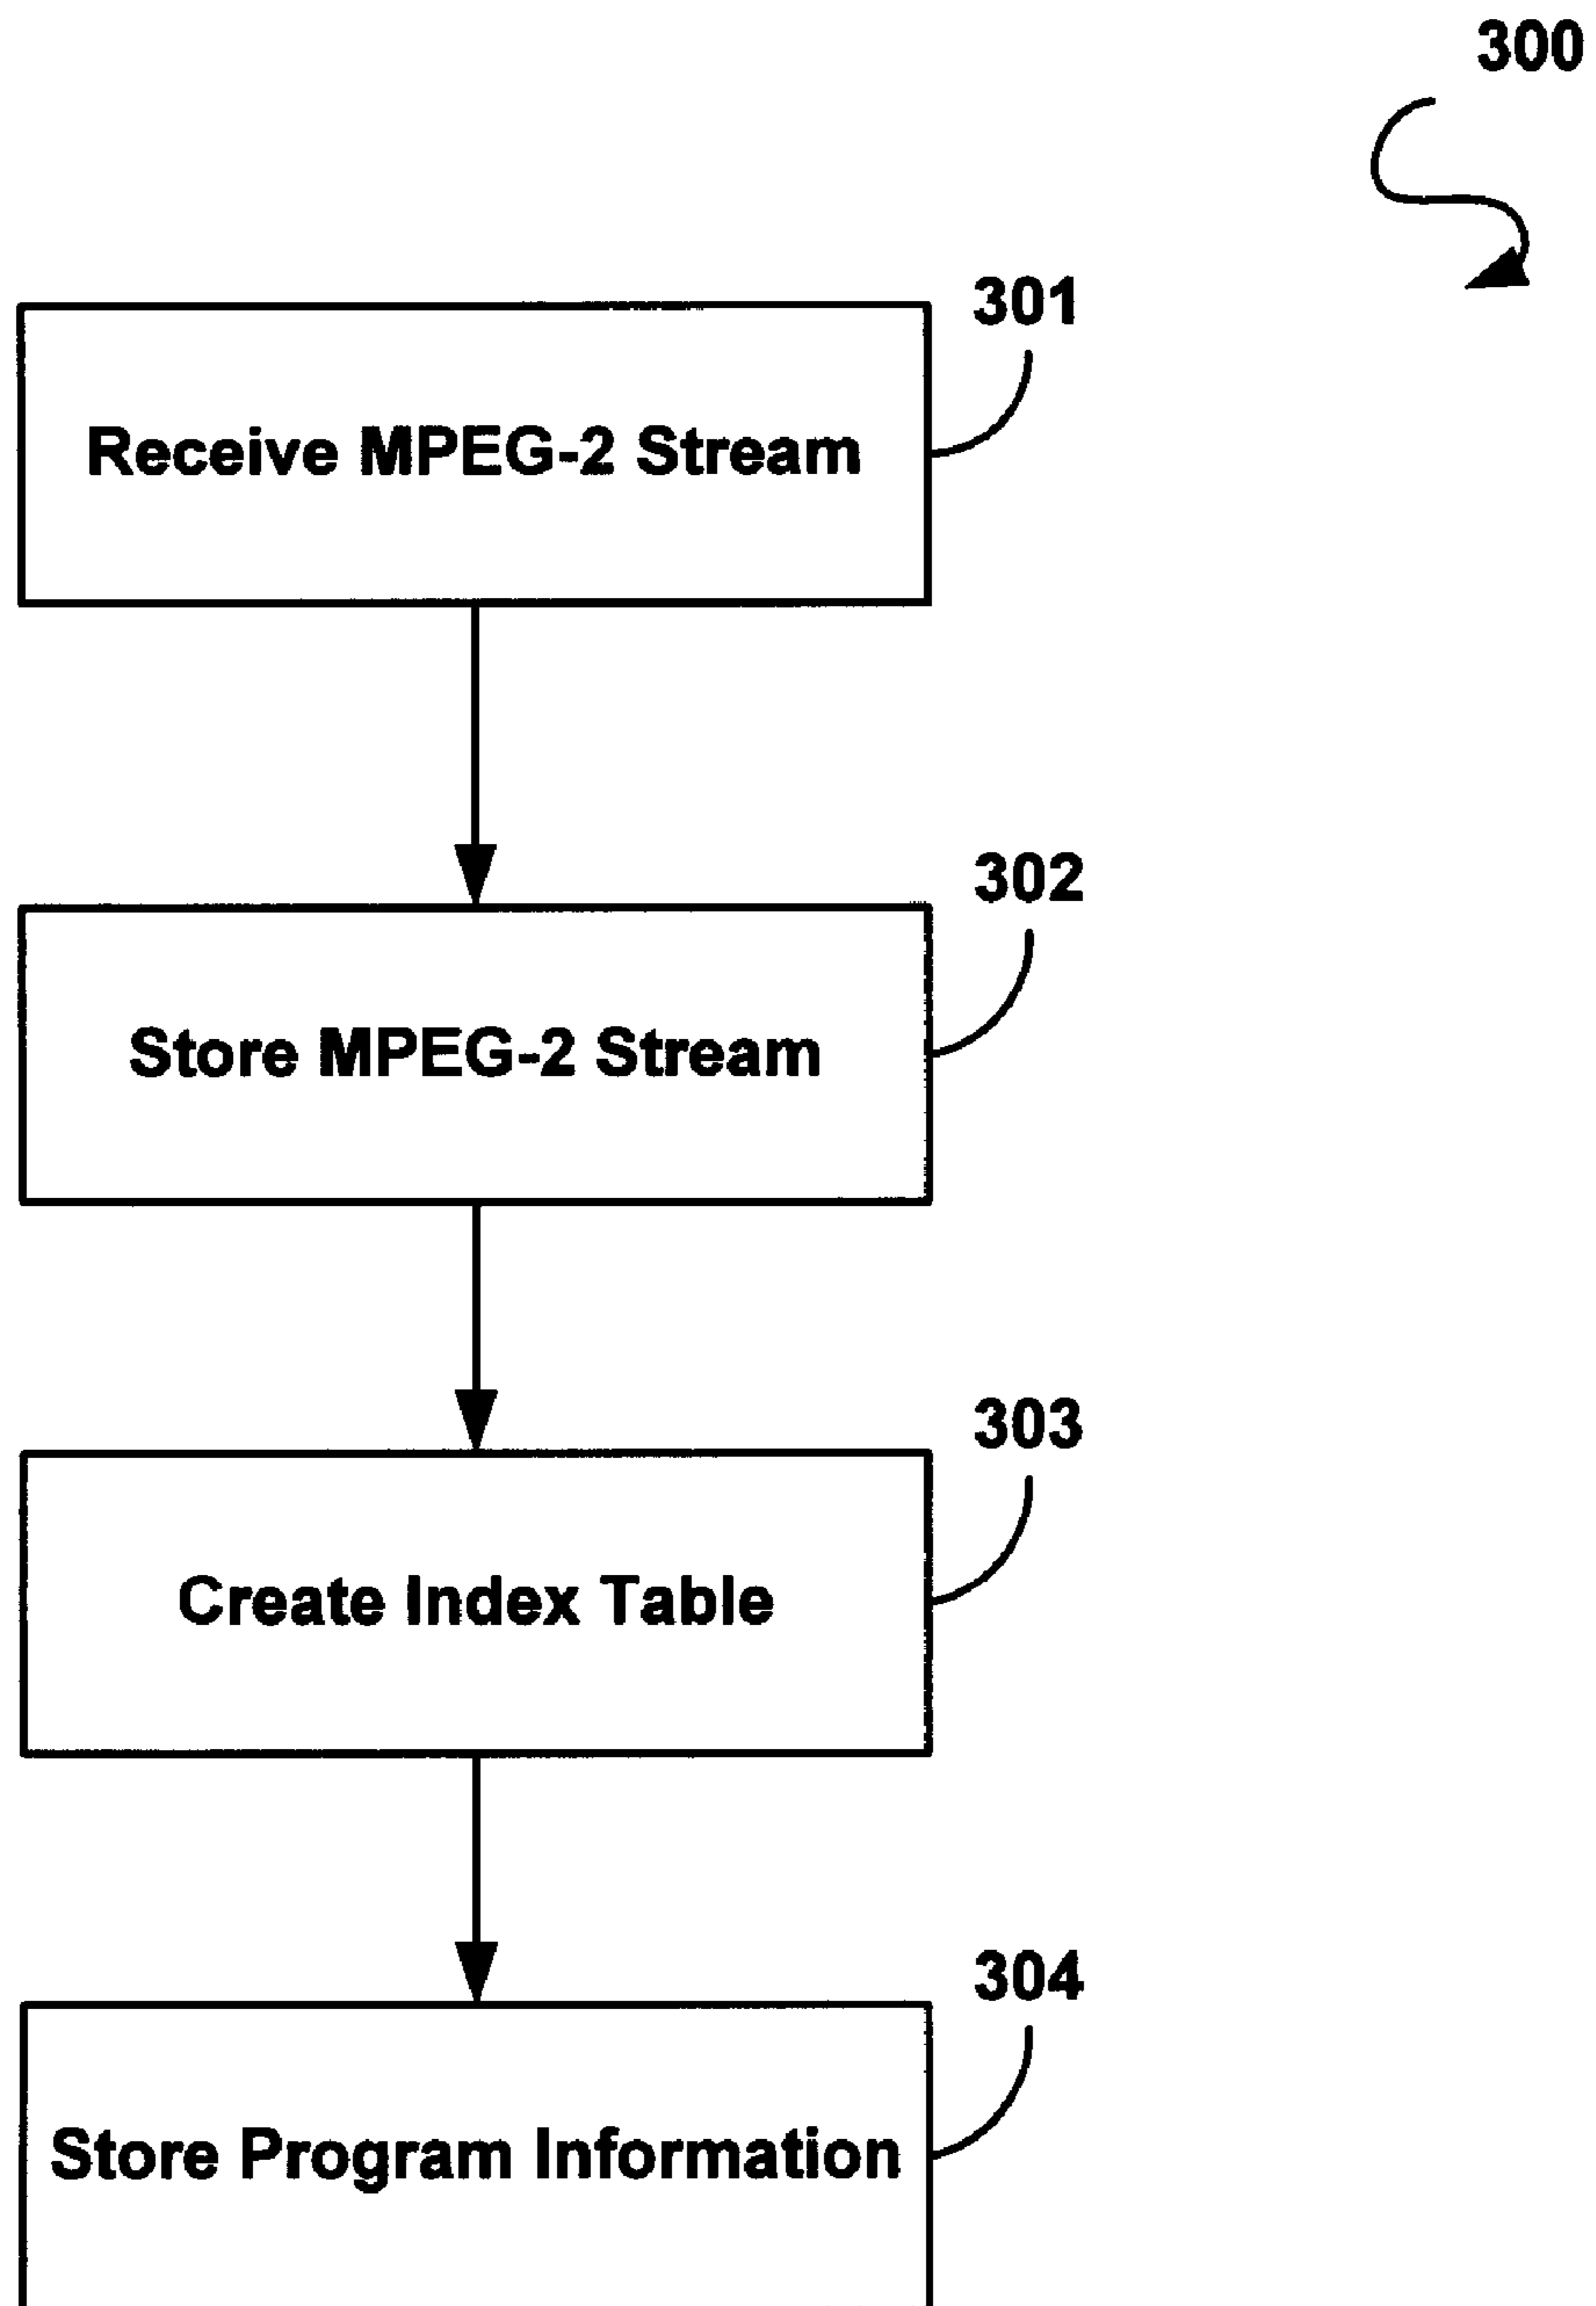 300
301
Receive MPEG-2 Stream
302
Store MPEG-2 Stream
303
Create Index Table
304
Store Program Information